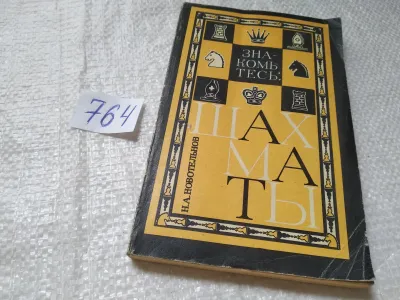 764
ЗНА-
КОМЬ
ТЕСЬ:
ШАХ
МА
ТЫ
Н.А.НОВОТЕЛЬНОВ